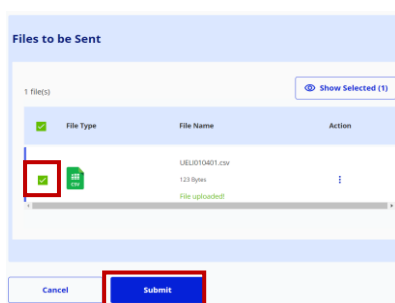 Files to be Sent
1 file(s)
Show Selected (1)
File Type File Name Action
UELI010401.csv
CSV
123 Bytes
File uploaded!
Cancel Submit